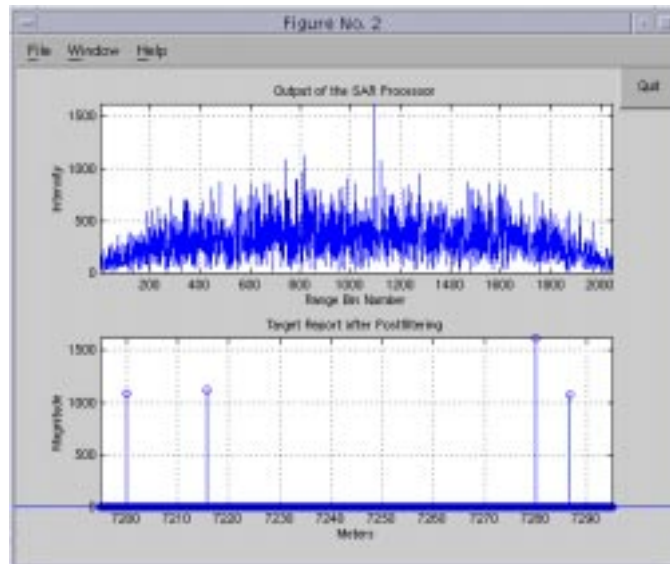 Figure No. 2
File Window Help
Quit
Output of the SAR Processor
1500
1000
500
0
Intensity
200 400 600 800 1000 1200 1400 1600 1800 2000
Range Bin Number
Target Report after Postfiltering
1500
1000
500
0
Magnitude
7200 7210 7220 7230 7240 7250 7260 7270 7280 7290
Meters